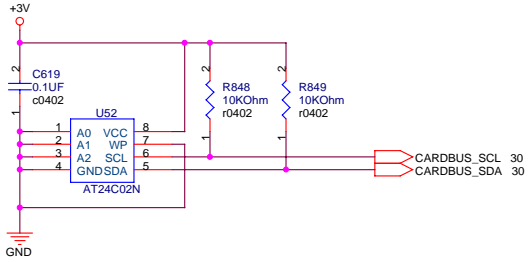 +3V
2
C619
0.1UF
c0402
1
2
R848
10KOhm
r0402
1
2
R849
10KOhm
r0402
1
U52
1 A0 VCC 8
2 A1 WP 7
3 A2 SCL 6
4 GND SDA 5
AT24C02N
CARDBUS_SCL 30
CARDBUS_SDA 30
GND